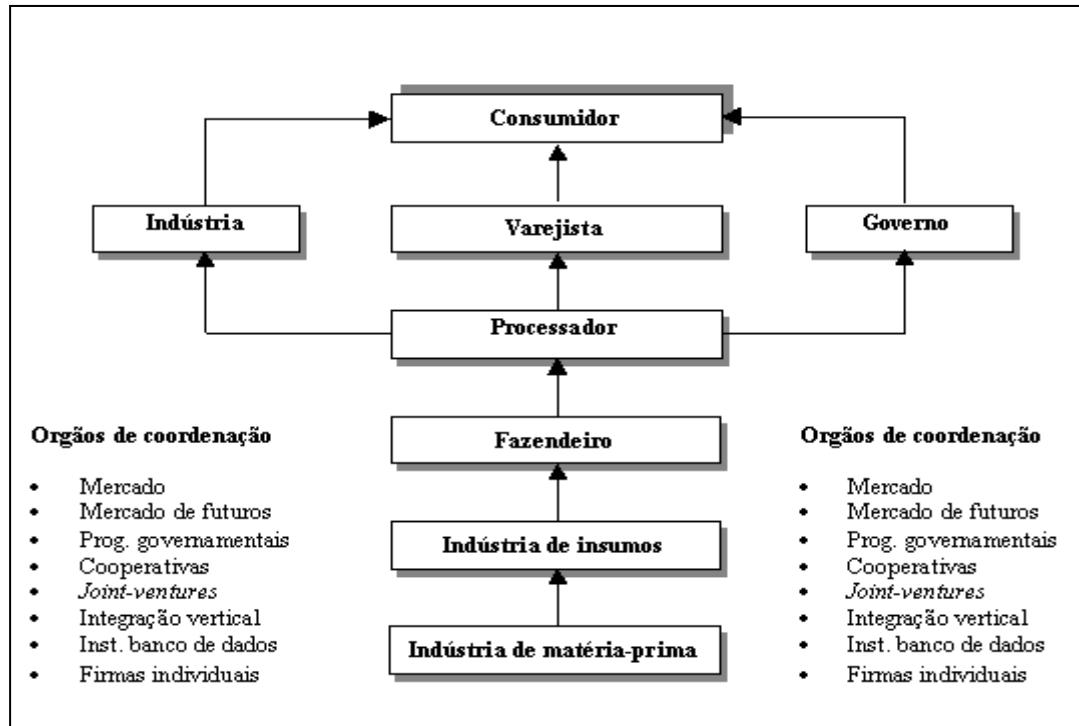 Consumidor
Indústria
Varejista
Governo
Processador
Orgãos de coordenação
• Mercado
• Mercado de futuros
• Prog. governamentais
• Cooperativas
• Joint-ventures
• Integração vertical
• Inst. banco de dados
• Firmas individuais
Fazendeiro
Indústria de insumos
Indústria de matéria-prima
Orgãos de coordenação
• Mercado
• Mercado de futuros
• Prog. governamentais
• Cooperativas
• Joint-ventures
• Integração vertical
• Inst. banco de dados
• Firmas individuais